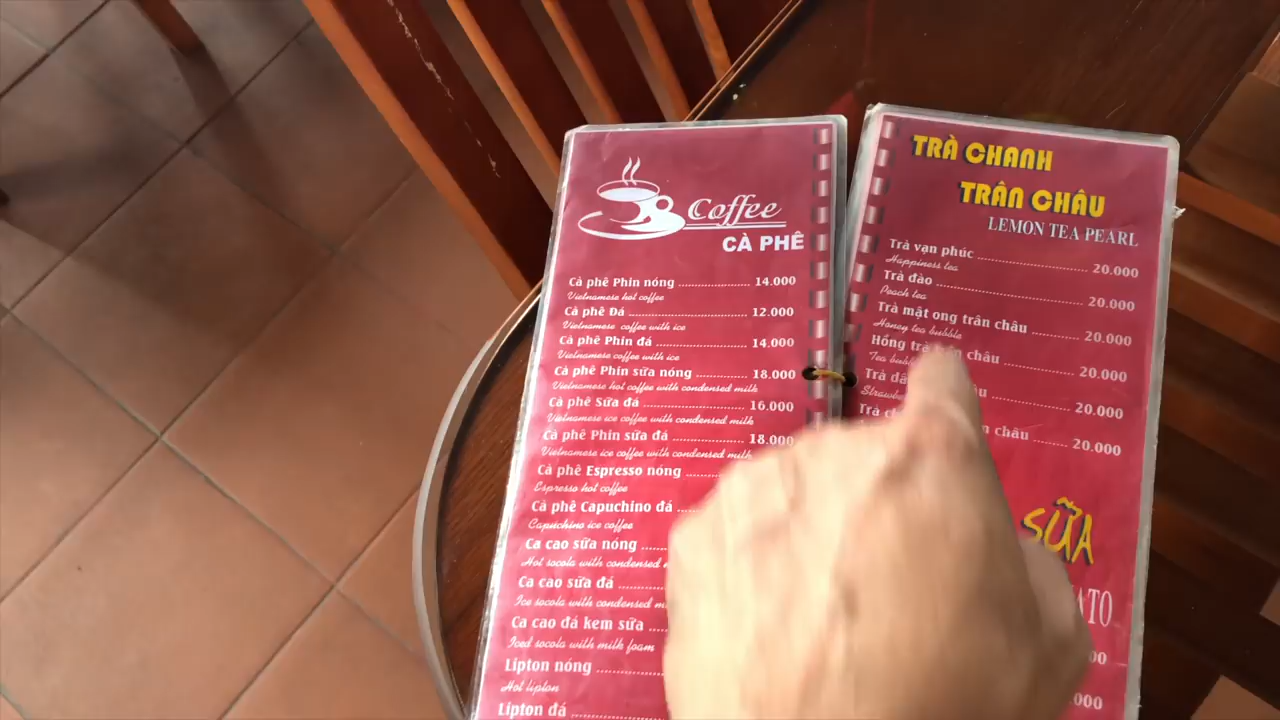 Coffee
CÀ PHÊ
Cà phê Phin nóng ........ 14.000
Vietnamese hot coffee
Cà phê Đá ........ 12.000
Vietnamese coffee with ice
Cà phê Phin đá ........ 14.000
Vietnamese coffee with ice
Cà phê Phin sữa nóng ........ 18.000
Vietnamese hot coffee with condensed milk
Cà phê Sữa đá ........ 16.000
Vietnamese ice coffee with condensed milk
Cà phê Phin sữa đá ........ 18.000
Vietnamese ice coffee with condensed milk
Cà phê Espresso nóng ........
Espresso hot coffee
Cà phê Capuchino đá ........
Capuchino ice coffee
Ca cao sữa nóng ........
Hot socola with condensed
Ca cao sữa đá ........
Ice socola with condensed
Ca cao đá kem sữa ........
Iced socola with milk foam
Lipton nóng ........
Hot lipton
Lipton đá ........
TRÀ CHANH
TRÂN CHÂU
LEMON TEA PEARL
Trà vạn phúc ........ 20.000
Happiness tea
Trà đào ........ 20.000
Peach tea
Trà mật ong trân châu ........ 20.000
Honey tea bubble
Hồng trà châu ........ 20.000
Tea
Trà ........ 20.000
Trà châu ........ 20.000
SỮA